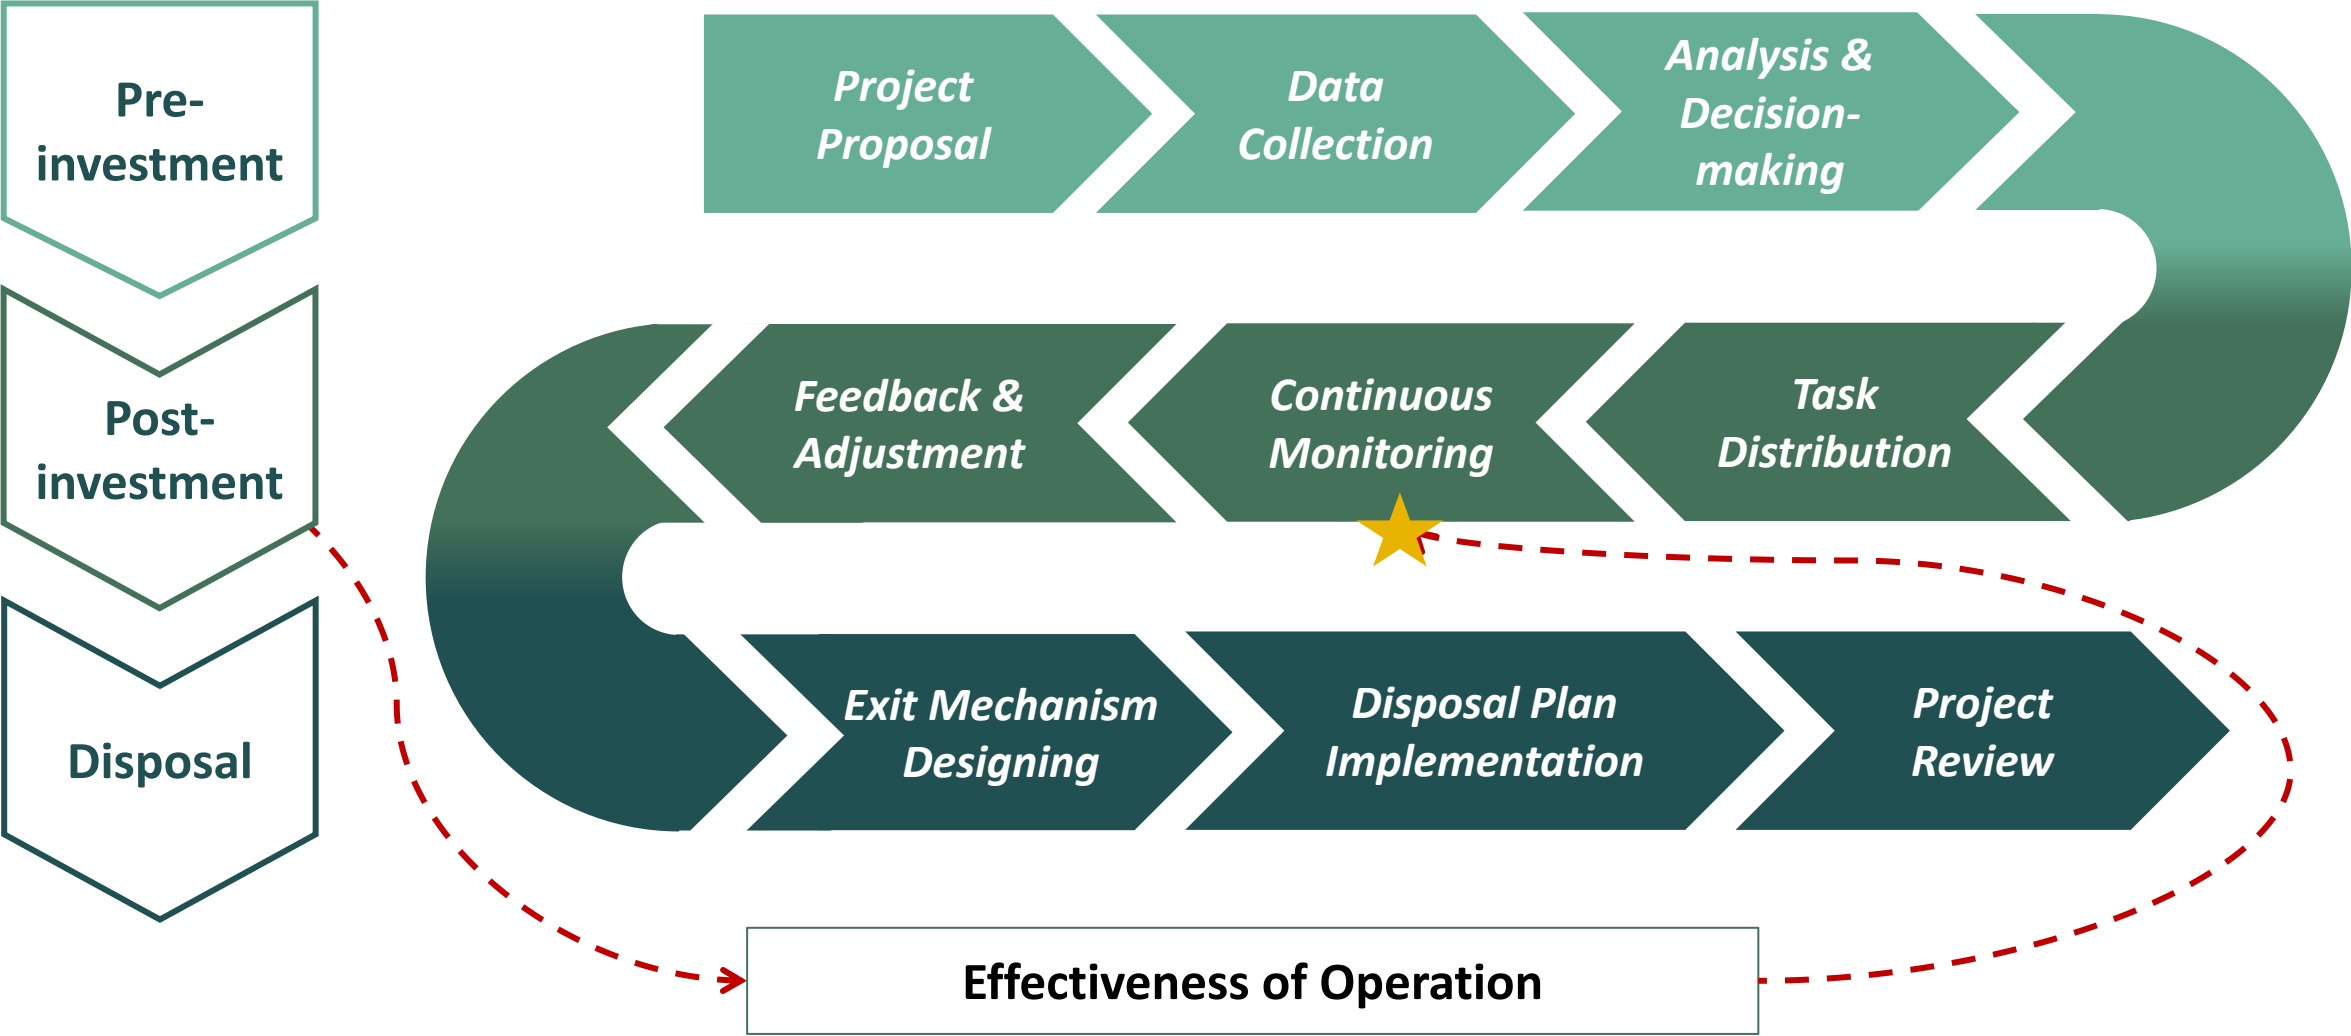 Pre-
investment
Project
Proposal
Data
Collection
Analysis &
Decision-
making
Post-
investment
Feedback &
Adjustment
Continuous
Monitoring
Task
Distribution
Disposal
Exit Mechanism
Designing
Disposal Plan
Implementation
Project
Review
Effectiveness of Operation